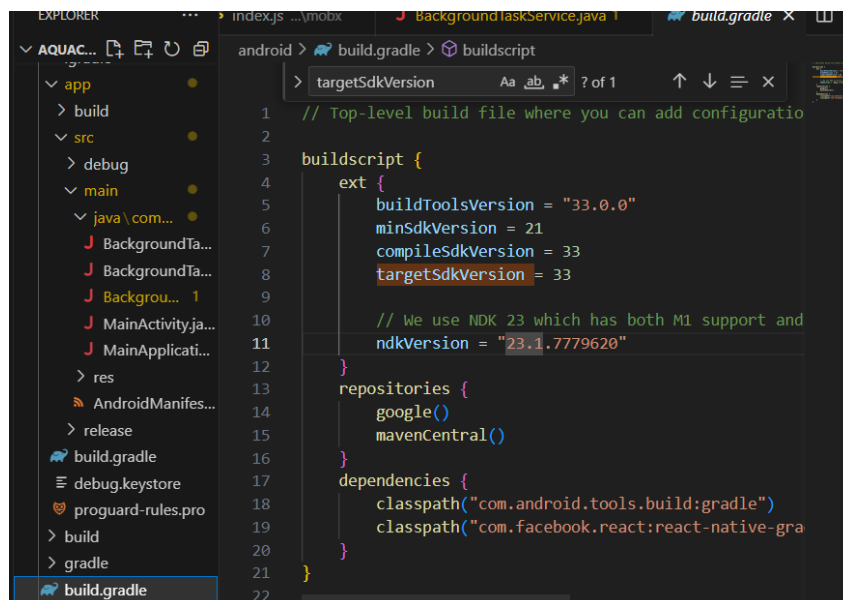 EXPLORER
AQUAC...
app
build
src
debug
main
java\com...
BackgroundTa...
BackgroundTa...
Backgrou... 1
MainActivity.ja...
MainApplicati...
res
AndroidManifes...
release
build.gradle
debug.keystore
proguard-rules.pro
build
gradle
build.gradle
index.js ...\mobx
BackgroundTaskService.java 1
build.gradle
android > build.gradle > buildscript
targetSdkVersion
Aa ab .* ? of 1
1 // Top-level build file where you can add configuratio
2
3 buildscript {
4 ext {
5 buildToolsVersion = "33.0.0"
6 minSdkVersion = 21
7 compileSdkVersion = 33
8 targetSdkVersion = 33
9
10 // We use NDK 23 which has both M1 support and
11 ndkVersion = "23.1.7779620"
12 }
13 repositories {
14 google()
15 mavenCentral()
16 }
17 dependencies {
18 classpath("com.android.tools.build:gradle")
19 classpath("com.facebook.react:react-native-gra
20 }
21 }
22